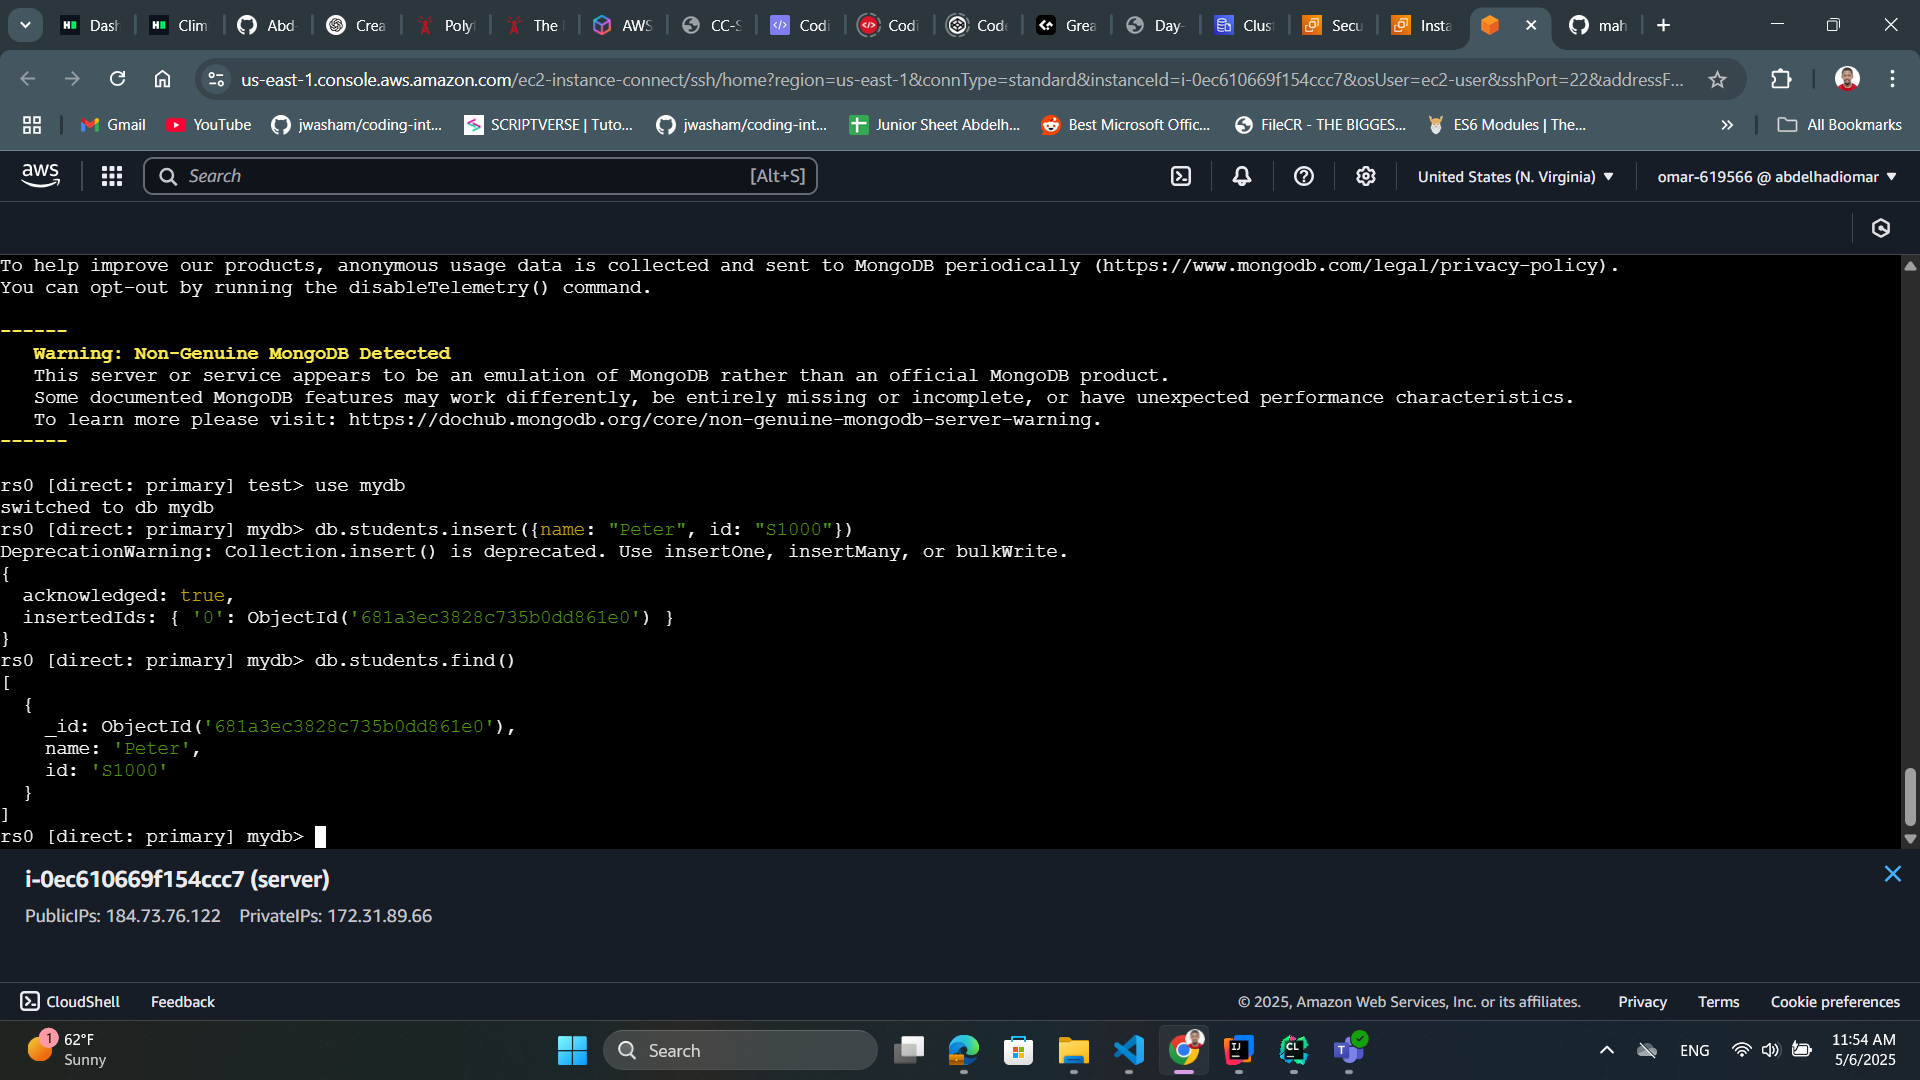 Dash
Clim
Abd-
Crea
Poly
The
AWS
CC-S
Codi
Codi
Code
Grea
Day-
Clust
Secu
Insta
mah
us-east-1.console.aws.amazon.com/ec2-instance-connect/ssh/home?region=us-east-1&connType=standard&instanceId=i-0ec610669f154ccc7&osUser=ec2-user&sshPort=22&addressF...
Gmail
YouTube
jwasham/coding-int...
SCRIPTVERSE | Tuto...
jwasham/coding-int...
Junior Sheet Abdelh...
Best Microsoft Offic...
FileCR - THE BIGGES...
ES6 Modules | The...
All Bookmarks
aws
Search
[Alt+S]
United States (N. Virginia)
omar-619566 @ abdelhadiomar
To help improve our products, anonymous usage data is collected and sent to MongoDB periodically (https://www.mongodb.com/legal/privacy-policy).
You can opt-out by running the disableTelemetry() command.
------
Warning: Non-Genuine MongoDB Detected
This server or service appears to be an emulation of MongoDB rather than an official MongoDB product.
Some documented MongoDB features may work differently, be entirely missing or incomplete, or have unexpected performance characteristics.
To learn more please visit: https://dochub.mongodb.org/core/non-genuine-mongodb-server-warning.
------
rs0 [direct: primary] test> use mydb
switched to db mydb
rs0 [direct: primary] mydb> db.students.insert({name: "Peter", id: "S1000"})
DeprecationWarning: Collection.insert() is deprecated. Use insertOne, insertMany, or bulkWrite.
{
acknowledged: true,
insertedIds: { '0': ObjectId('681a3ec3828c735b0dd861e0') }
}
rs0 [direct: primary] mydb> db.students.find()
[
{
_id: ObjectId('681a3ec3828c735b0dd861e0'),
name: 'Peter',
id: 'S1000'
}
]
rs0 [direct: primary] mydb>
i-0ec610669f154ccc7 (server)
PublicIPs: 184.73.76.122 PrivateIPs: 172.31.89.66
CloudShell
Feedback
© 2025, Amazon Web Services, Inc. or its affiliates.
Privacy
Terms
Cookie preferences
1
62°F
Sunny
Search
ENG
11:54 AM
5/6/2025